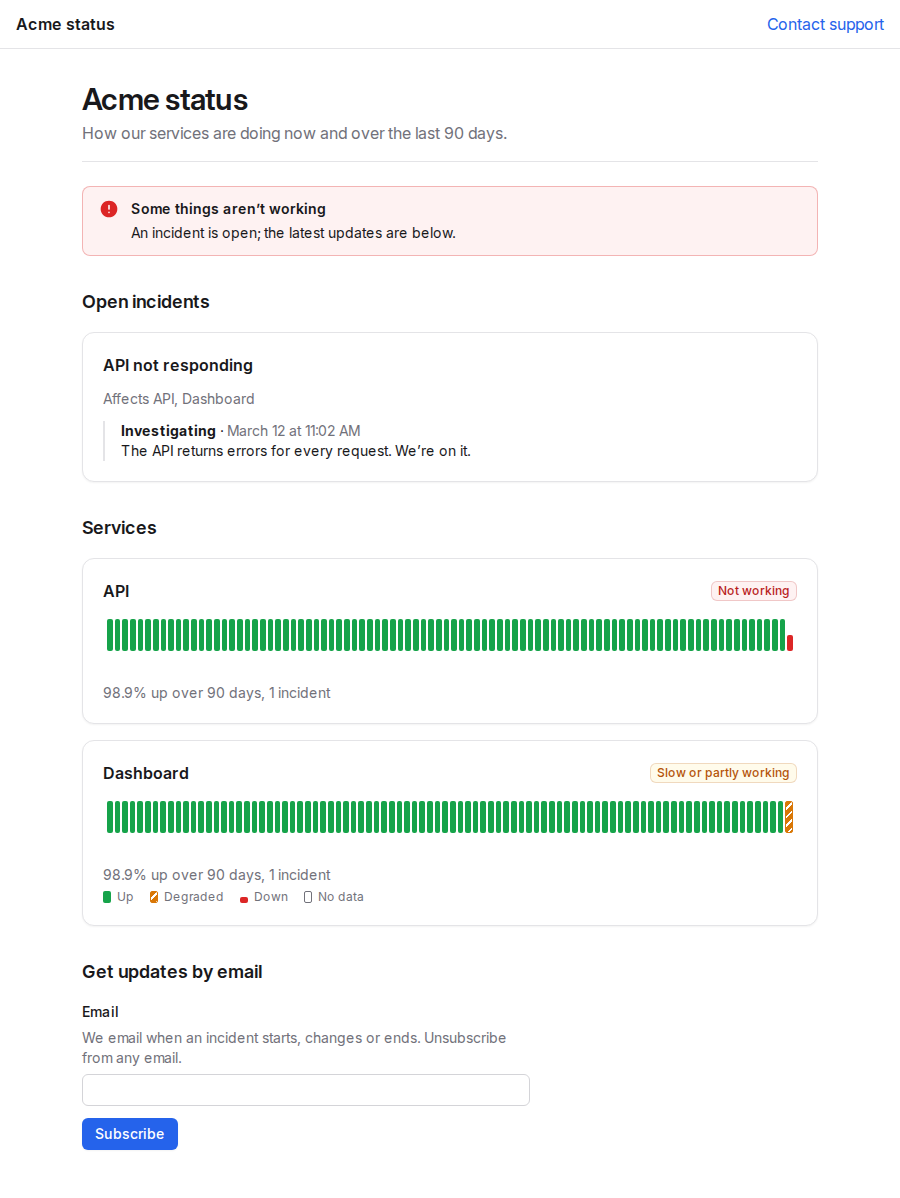 Acme status
Contact support
Acme status
How our services are doing now and over the last 90 days.
Some things aren’t working
An incident is open; the latest updates are below.
Open incidents
API not responding
Affects API, Dashboard
Investigating · March 12 at 11:02 AM
The API returns errors for every request. We’re on it.
Services
API
Not working
98.9% up over 90 days, 1 incident
Dashboard
Slow or partly working
98.9% up over 90 days, 1 incident
Up Degraded Down No data
Get updates by email
Email
We email when an incident starts, changes or ends. Unsubscribe
from any email.
Subscribe